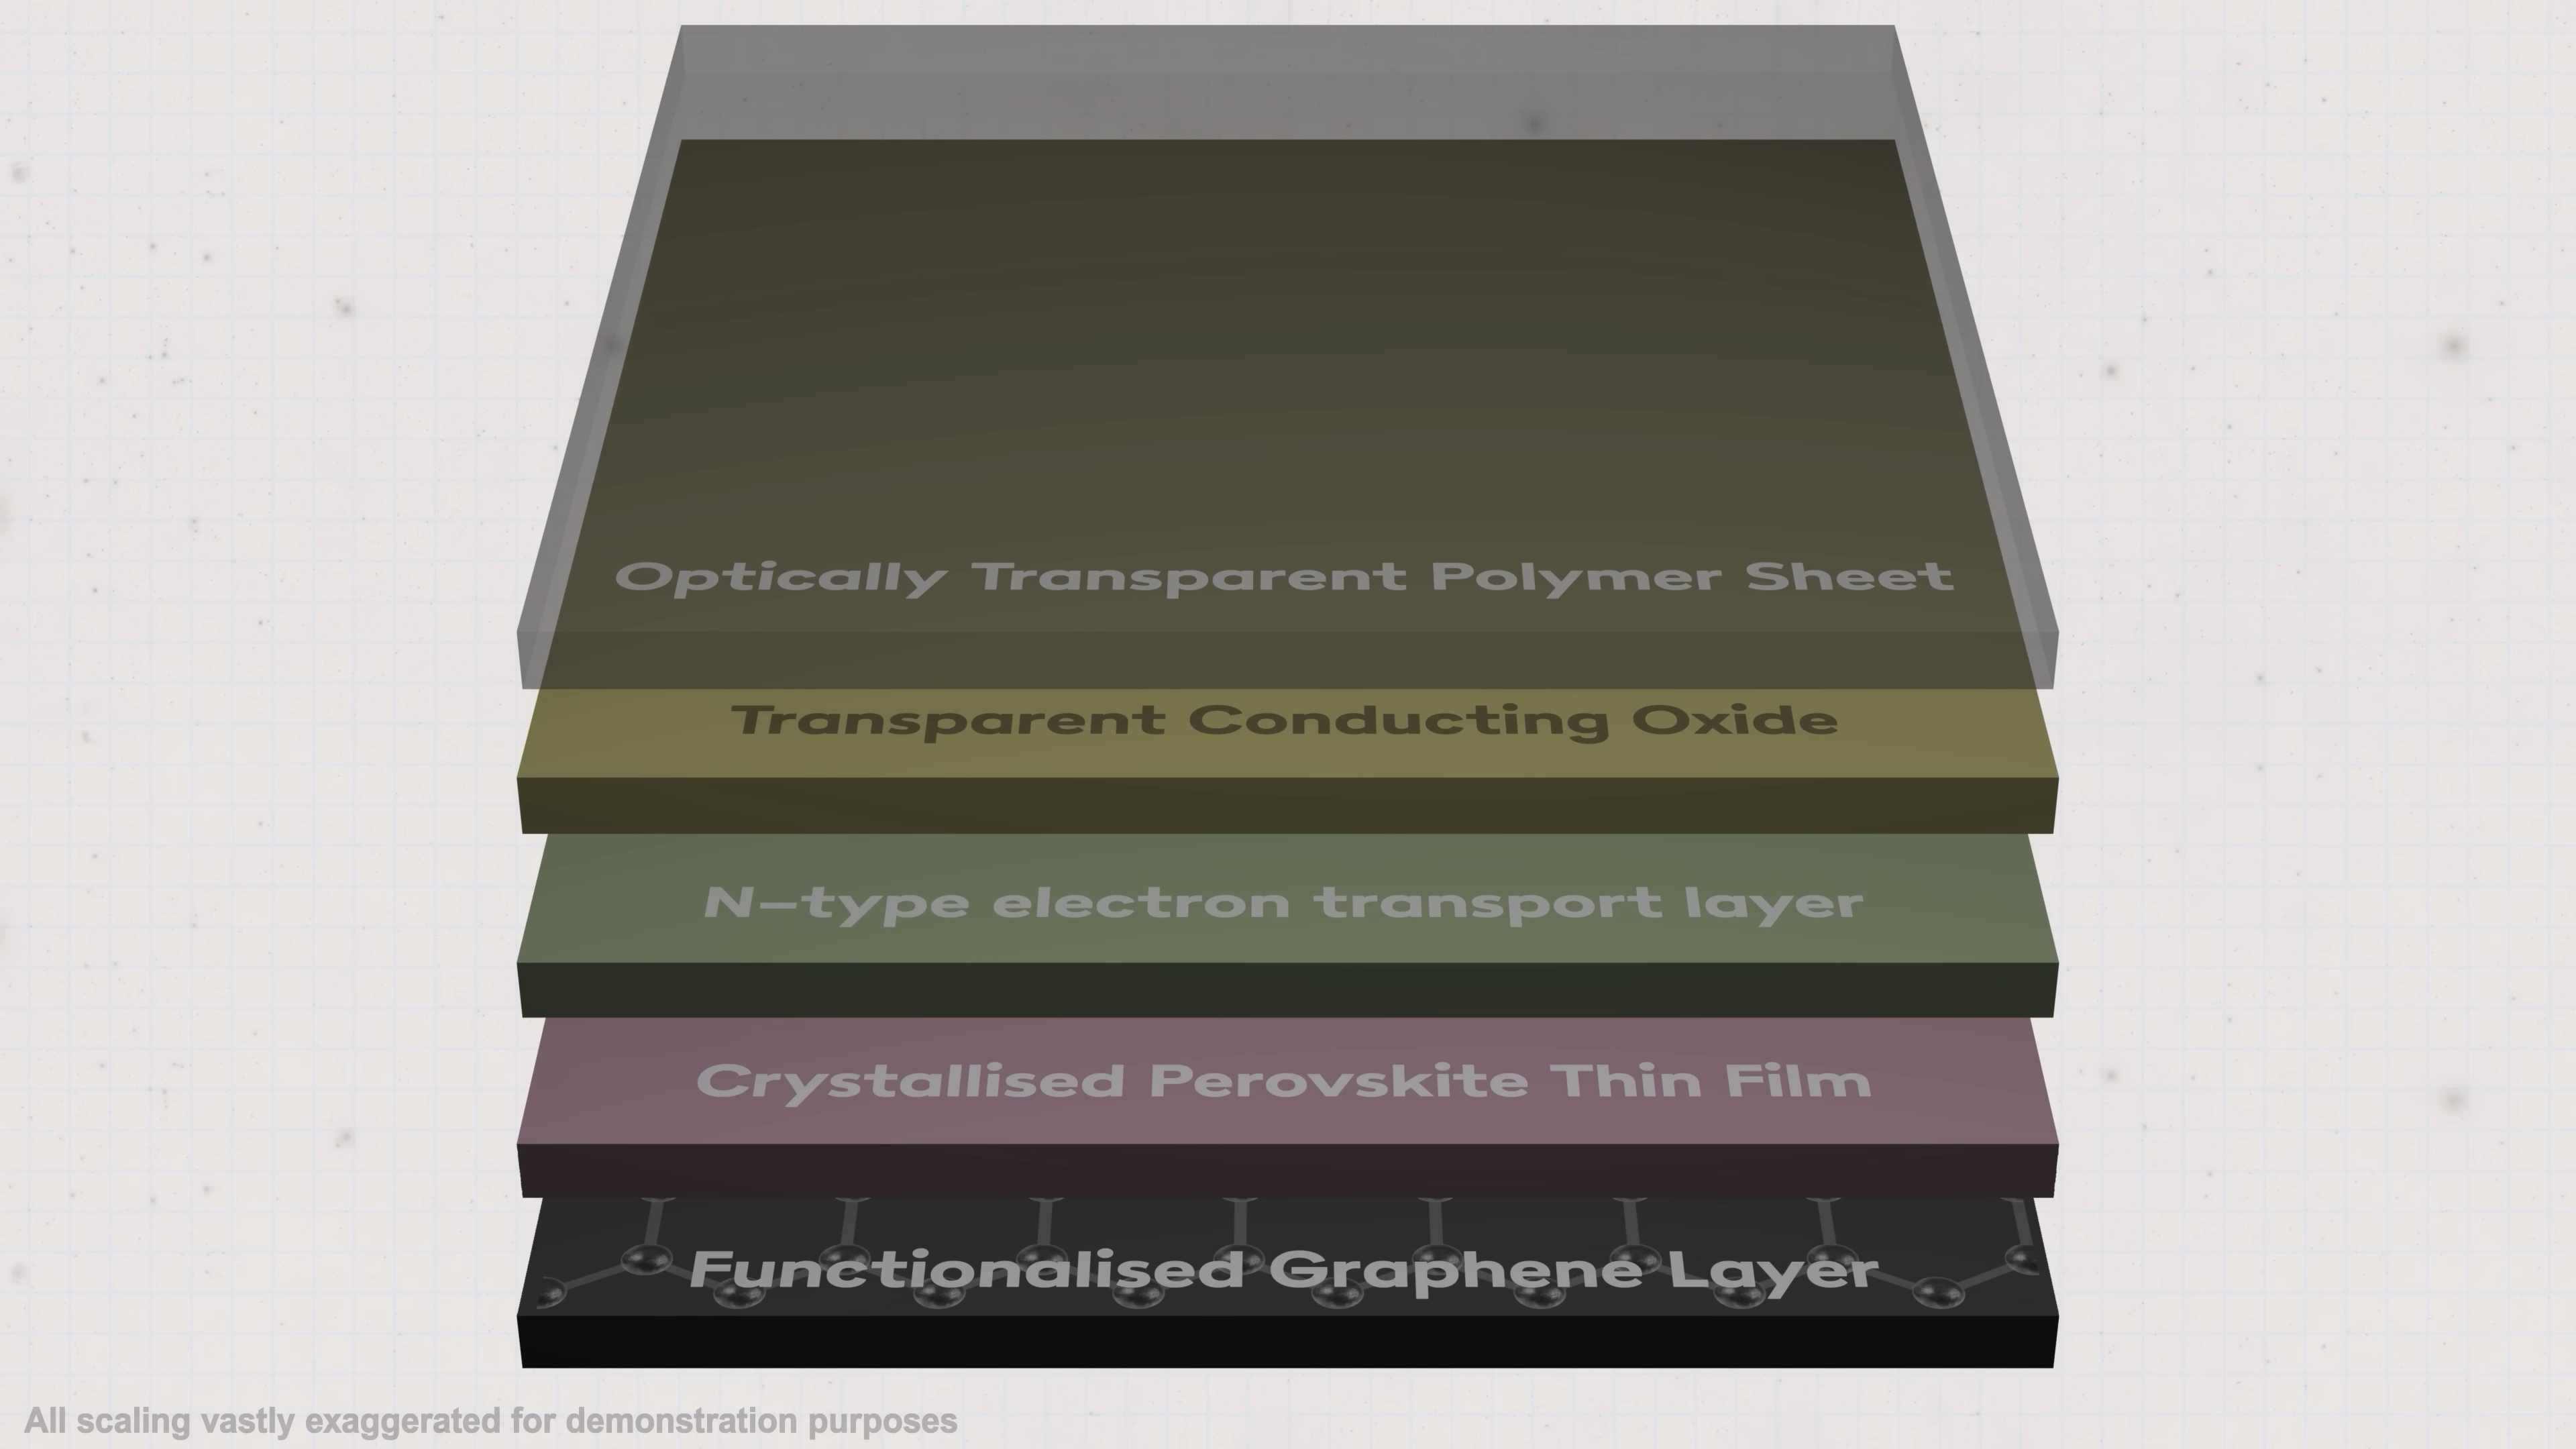 Optically Transparent Polymer Sheet
Transparent Conducting Oxide
N–type electron transport layer
Crystallised Perovskite Thin Film
Functionalised Graphene Layer
All scaling vastly exaggerated for demonstration purposes